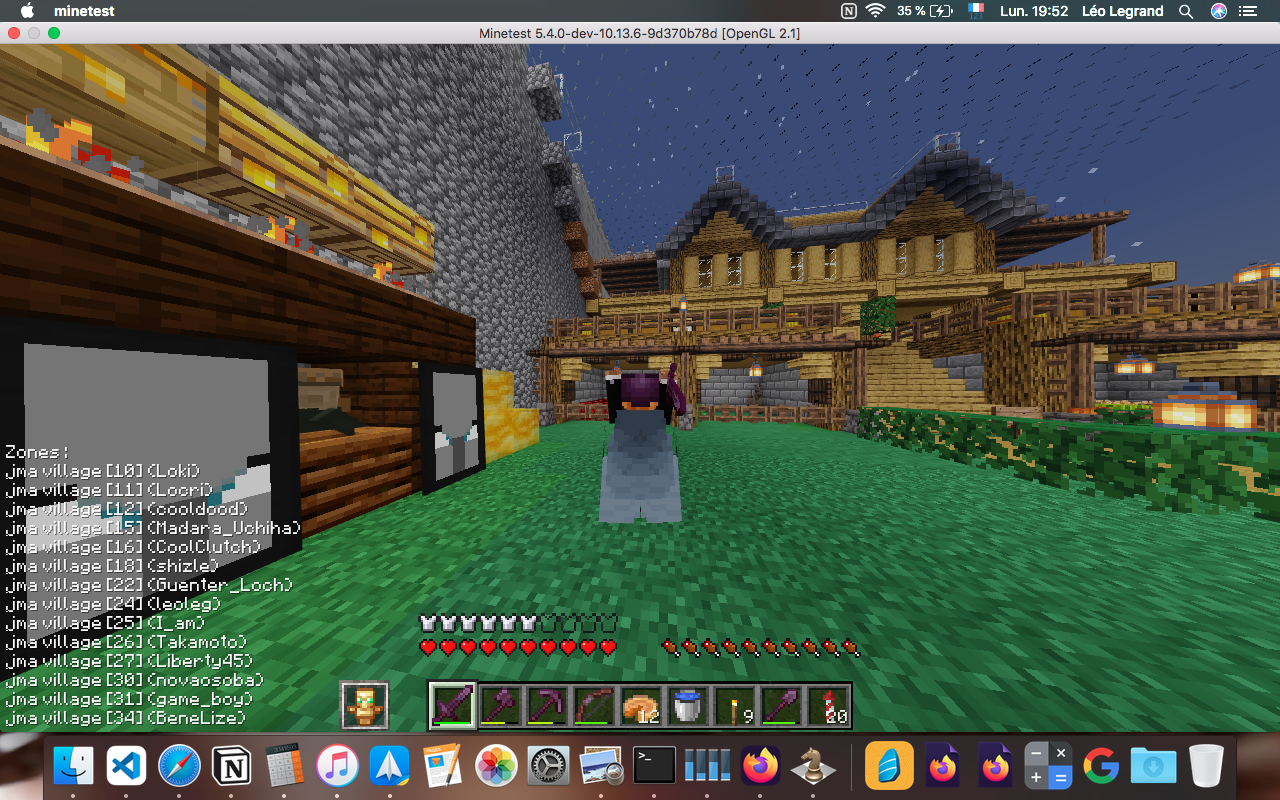 minetest
35 %
Lun. 19:52
Léo Legrand
Minetest 5.4.0-dev-10.13.6-9d370b78d [OpenGL 2.1]
Zones:
jma village [10] (Loki)
jma village [11] (Locri)
jma village [12] (cooldood)
jma village [15] (Madara_Uchiha)
jma village [16] (CoolClutch)
jma village [18] (shizle)
jma village [22] (Guenter_Loch)
jma village [24] (leoleg)
jma village [25] (I_am)
jma village [26] (Takamoto)
jma village [27] (Liberty45)
jma village [30] (novaosoba)
jma village [31] (game_boy)
jma village [34] (BeneLize)
12
9
20